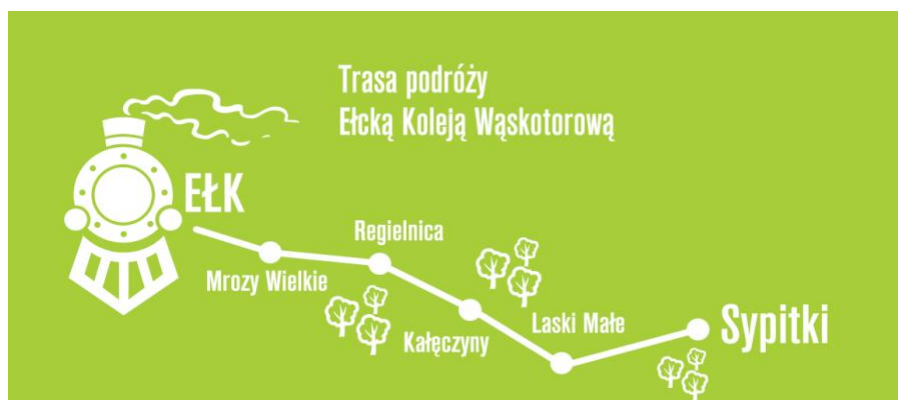 Trasa podróży
Ełcką Koleją Wąskotorową
EŁK
Mrozy Wielkie
Regielnica
Kałęczyny
Laski Małe
Sypitki